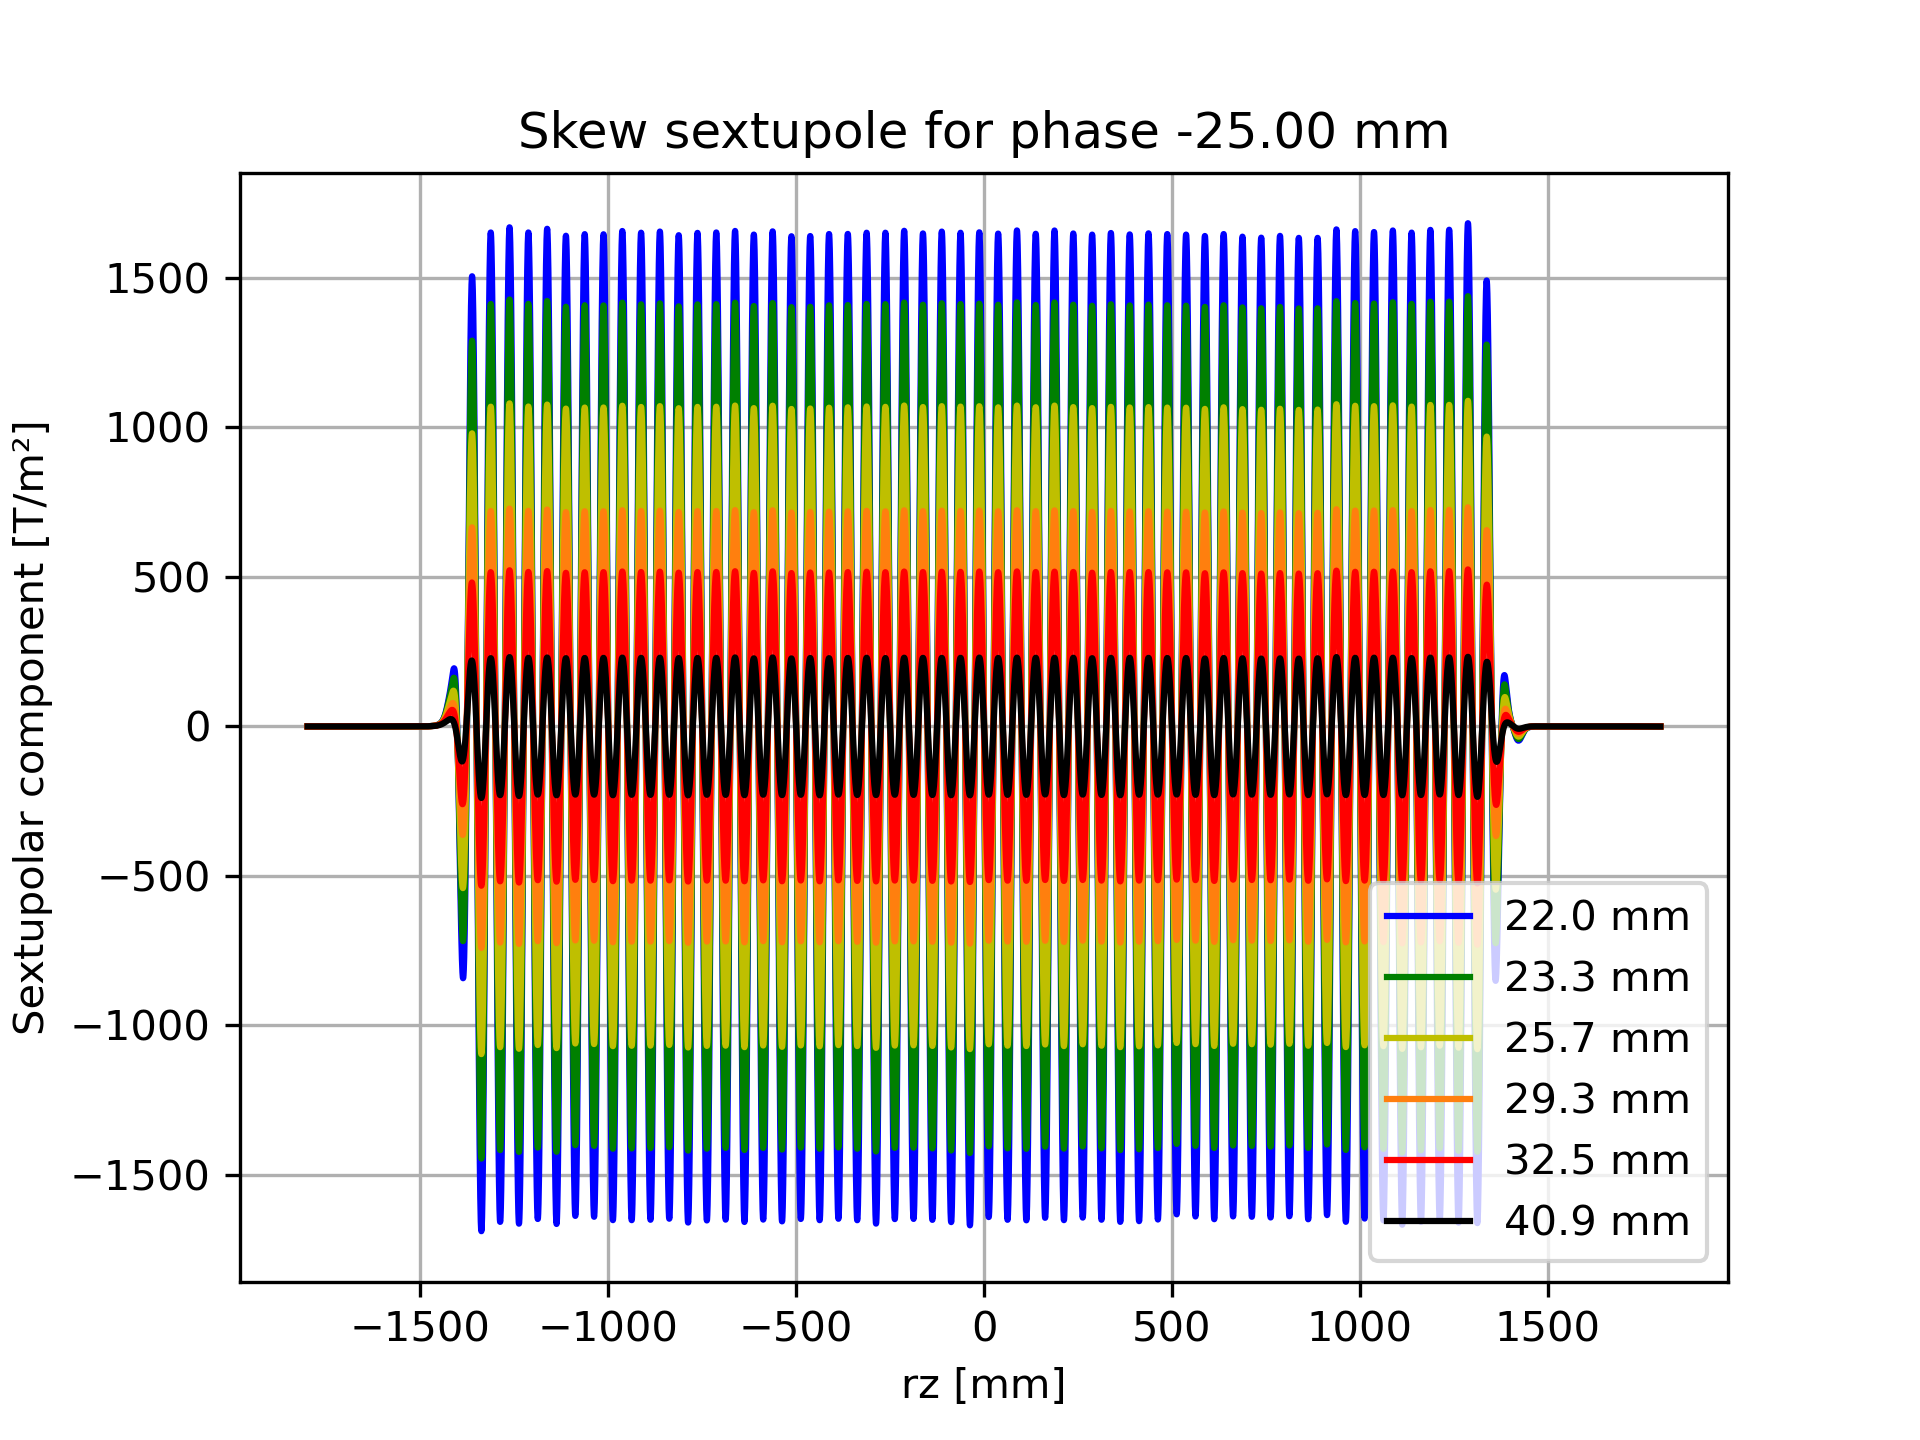 Skew sextupole for phase -25.00 mm
Sextupolar component [T/m²]
1500
1000
500
0
−500
−1000
−1500
22.0 mm
23.3 mm
25.7 mm
29.3 mm
32.5 mm
40.9 mm
−1500 −1000 −500 0 500 1000 1500
rz [mm]